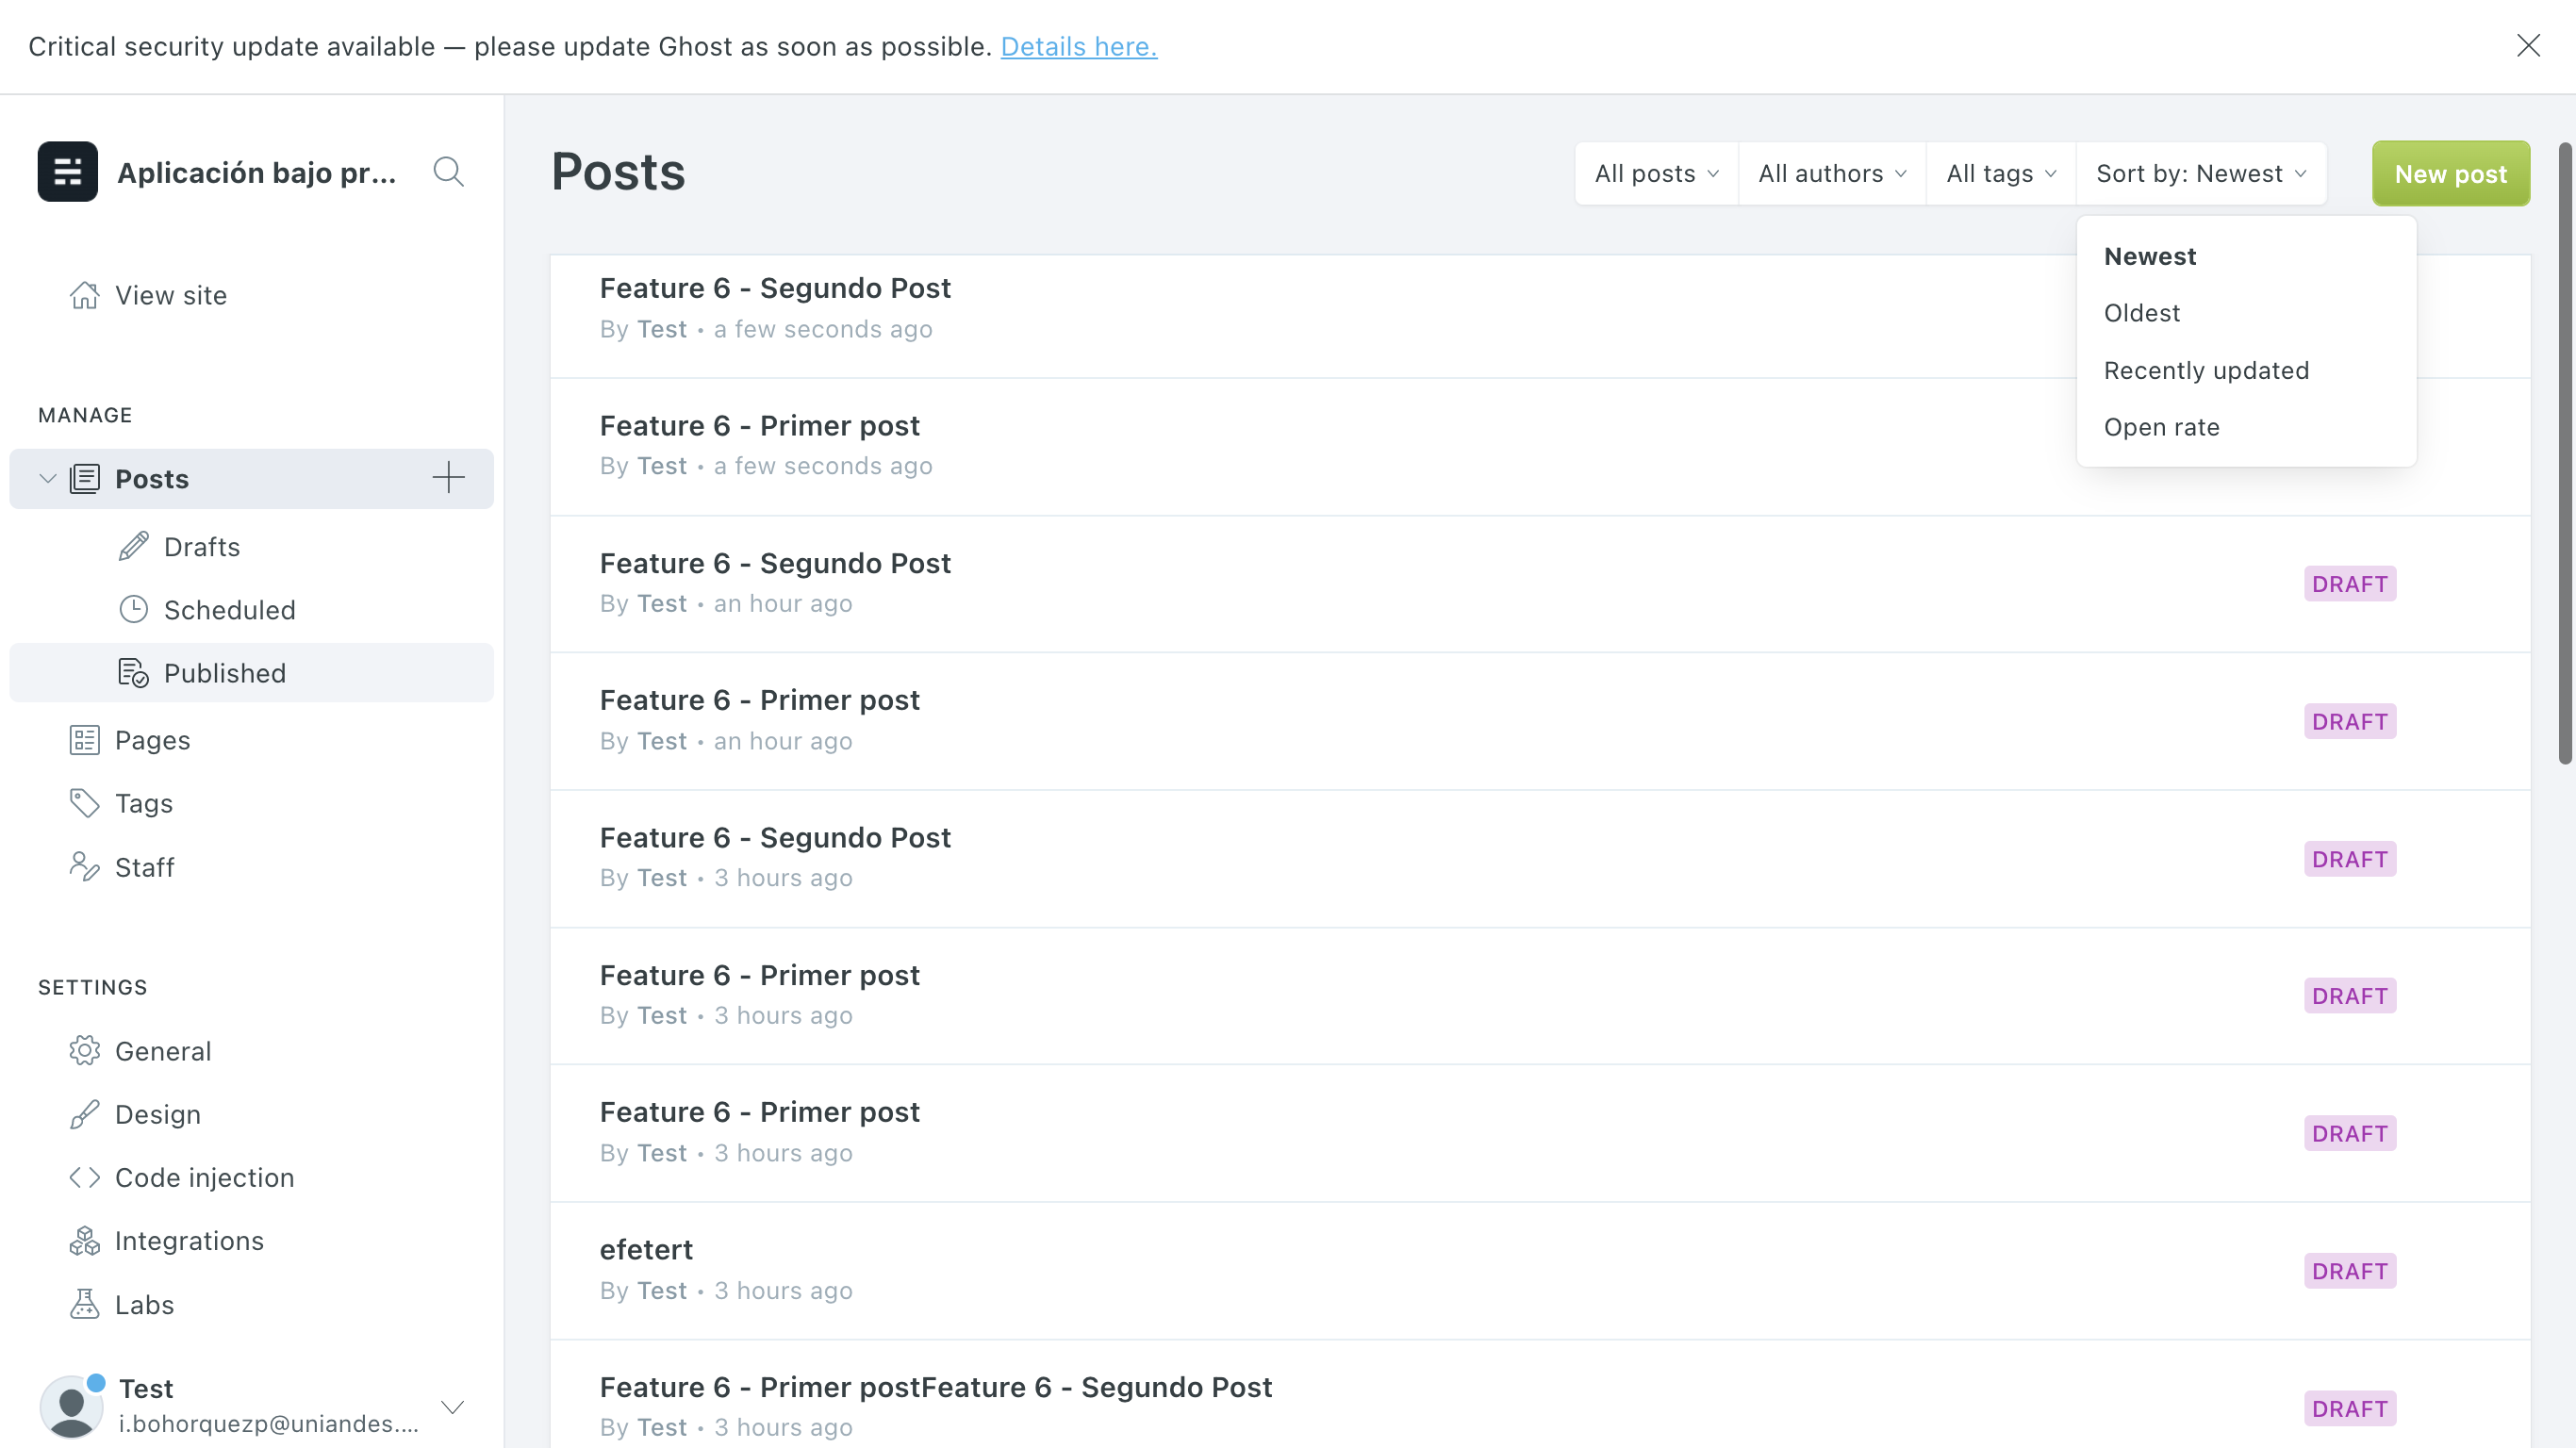 Critical security update available — please update Ghost as soon as possible. Details here.
Aplicación bajo pr...
View site
MANAGE
Posts
Drafts
Scheduled
Published
Pages
Tags
Staff
SETTINGS
General
Design
Code injection
Integrations
Labs
Test
i.bohorquezp@uniandes....
Posts
All posts
All authors
All tags
Sort by: Newest
New post
Newest
Oldest
Recently updated
Open rate
Feature 6 - Segundo Post
By Test • a few seconds ago
Feature 6 - Primer post
By Test • a few seconds ago
Feature 6 - Segundo Post
By Test • an hour ago
DRAFT
Feature 6 - Primer post
By Test • an hour ago
DRAFT
Feature 6 - Segundo Post
By Test • 3 hours ago
DRAFT
Feature 6 - Primer post
By Test • 3 hours ago
DRAFT
Feature 6 - Primer post
By Test • 3 hours ago
DRAFT
efetert
By Test • 3 hours ago
DRAFT
Feature 6 - Primer postFeature 6 - Segundo Post
By Test • 3 hours ago
DRAFT